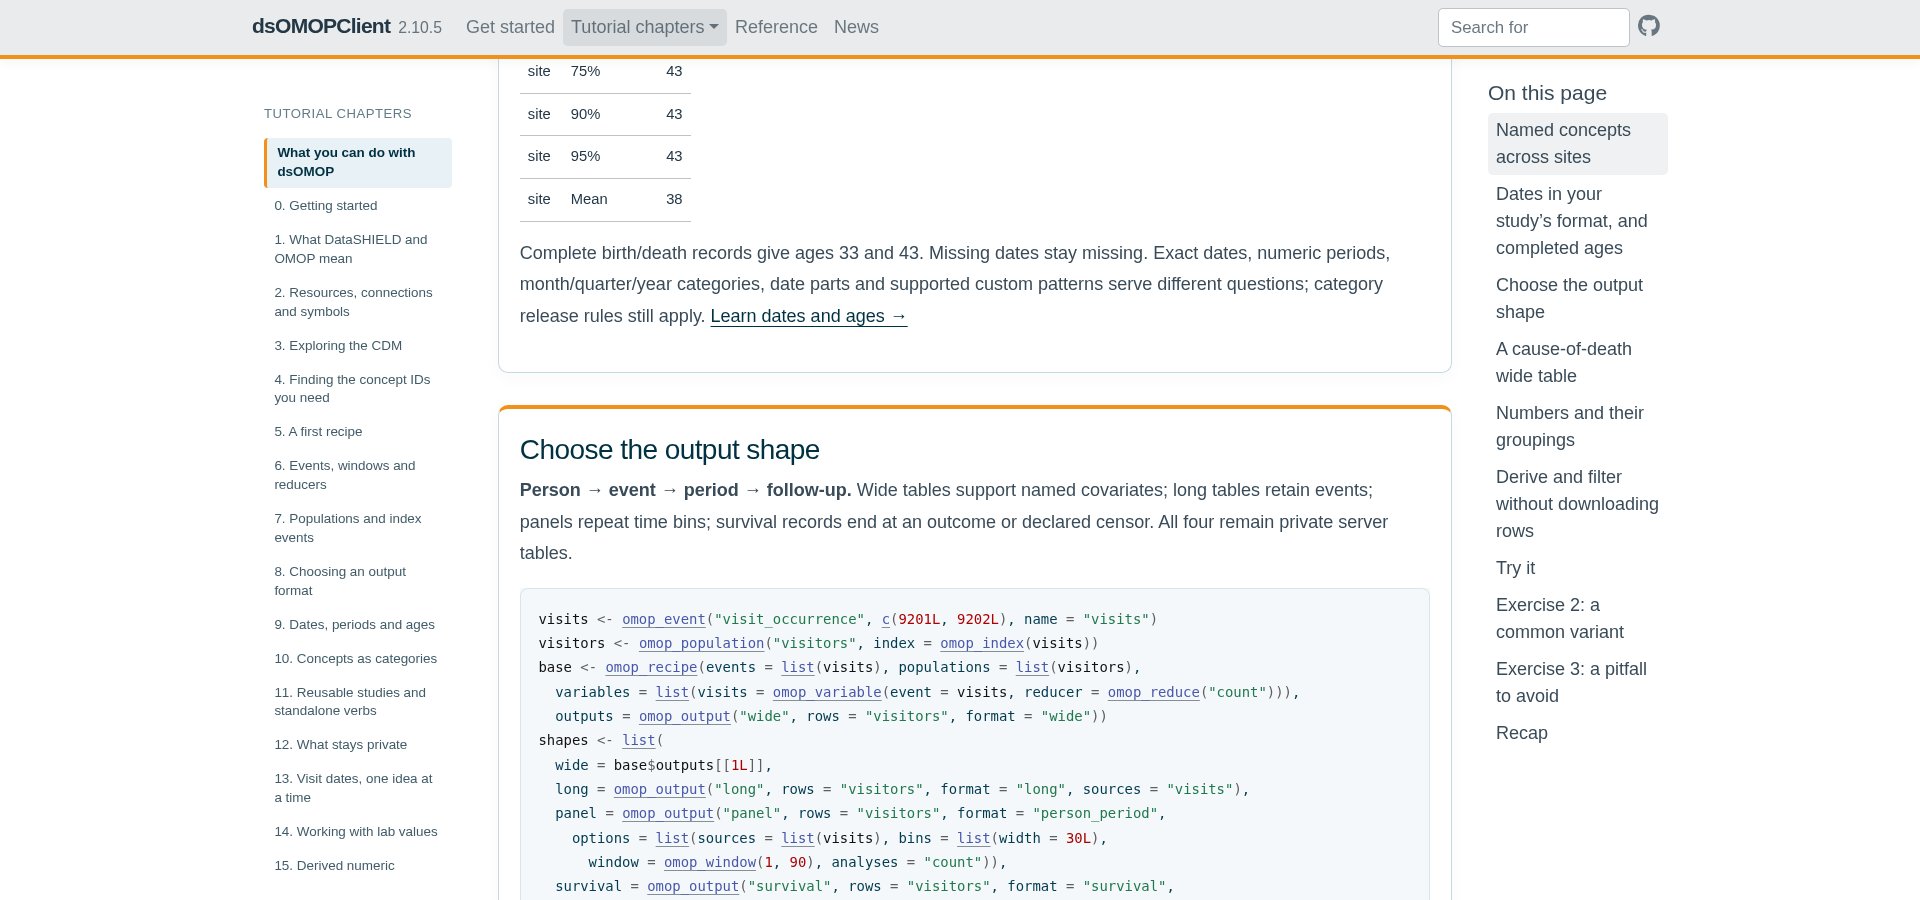 dsOMOPClient 2.10.5 Get started Tutorial chapters Reference News Search for
TUTORIAL CHAPTERS
What you can do with
dsOMOP
0. Getting started
1. What DataSHIELD and
OMOP mean
2. Resources, connections
and symbols
3. Exploring the CDM
4. Finding the concept IDs
you need
5. A first recipe
6. Events, windows and
reducers
7. Populations and index
events
8. Choosing an output
format
9. Dates, periods and ages
10. Concepts as categories
11. Reusable studies and
standalone verbs
12. What stays private
13. Visit dates, one idea at
a time
14. Working with lab values
15. Derived numeric
site 75% 43
site 90% 43
site 95% 43
site Mean 38
Complete birth/death records give ages 33 and 43. Missing dates stay missing. Exact dates, numeric periods,
month/quarter/year categories, date parts and supported custom patterns serve different questions; category
release rules still apply. Learn dates and ages →
Choose the output shape
Person → event → period → follow-up. Wide tables support named covariates; long tables retain events;
panels repeat time bins; survival records end at an outcome or declared censor. All four remain private server
tables.
visits <- omop_event("visit_occurrence", c(9201L, 9202L), name = "visits")
visitors <- omop_population("visitors", index = omop_index(visits))
base <- omop_recipe(events = list(visits), populations = list(visitors),
  variables = list(visits = omop_variable(event = visits, reducer = omop_reduce("count"))),
  outputs = omop_output("wide", rows = "visitors", format = "wide"))
shapes <- list(
  wide = base$outputs[[1L]],
  long = omop_output("long", rows = "visitors", format = "long", sources = "visits"),
  panel = omop_output("panel", rows = "visitors", format = "person_period",
    options = list(sources = list(visits), bins = list(width = 30L),
      window = omop_window(1, 90), analyses = "count")),
  survival = omop_output("survival", rows = "visitors", format = "survival",
On this page
Named concepts
across sites
Dates in your
study’s format, and
completed ages
Choose the output
shape
A cause-of-death
wide table
Numbers and their
groupings
Derive and filter
without downloading
rows
Try it
Exercise 2: a
common variant
Exercise 3: a pitfall
to avoid
Recap